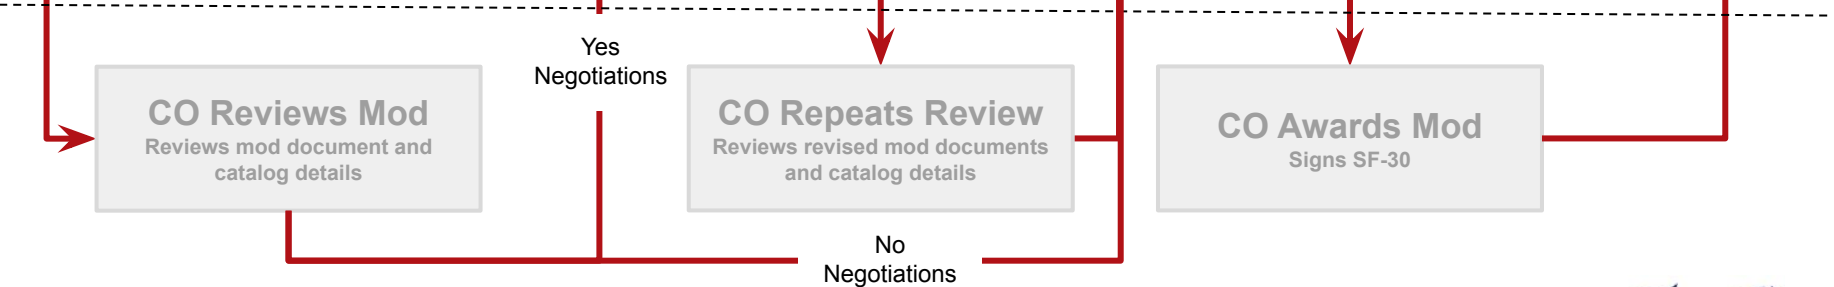 Yes
Negotiations
CO Reviews Mod
Reviews mod document and
catalog details
CO Repeats Review
Reviews revised mod documents
and catalog details
CO Awards Mod
Signs SF-30
No
Negotiations